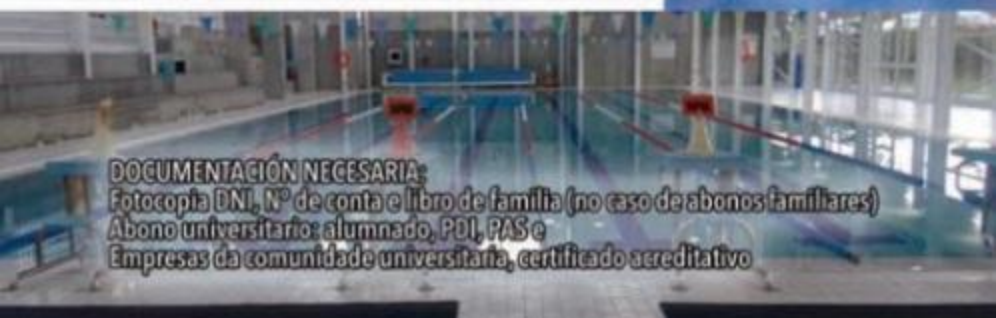 DOCUMENTACIÓN NECESARIA:
Fotocopia DNI, Nº de conta e libro de familia (no caso de abonos familiares)
Abono universitario: alumnado, PDI, PAS e
Empresas da comunidade universitaria, certificado acreditativo